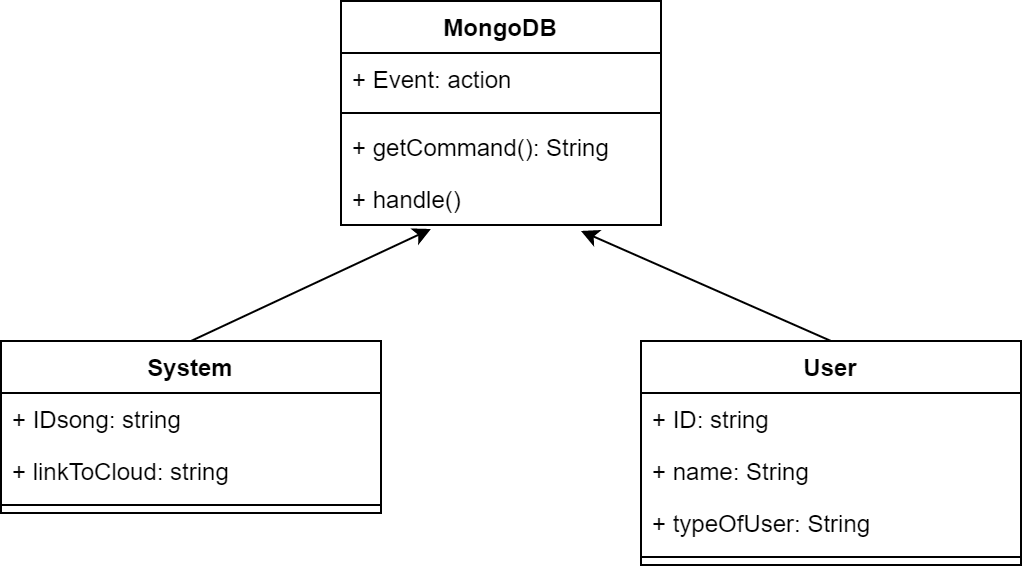 MongoDB
+ Event: action
+ getCommand(): String
+ handle()
System
+ IDsong: string
+ linkToCloud: string
User
+ ID: string
+ name: String
+ typeOfUser: String